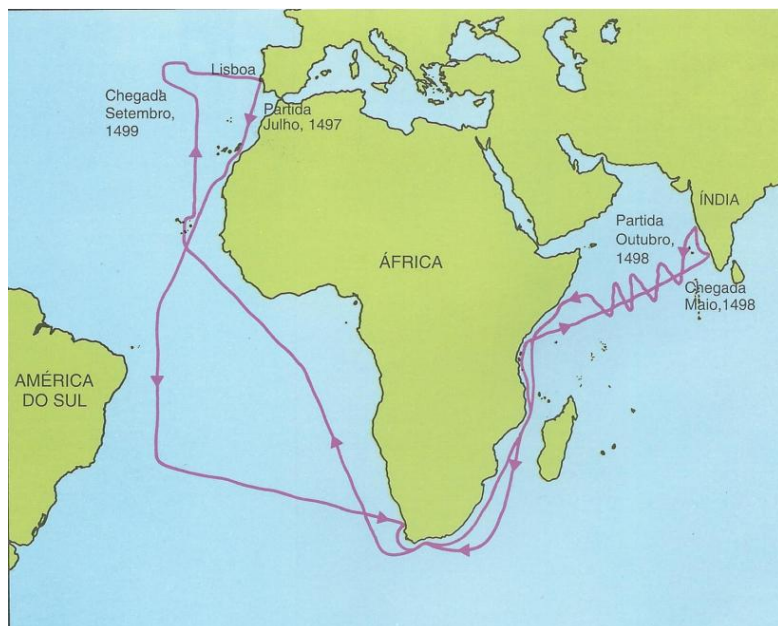 Lisboa
Chegada
Setembro,
1499
Partida
Julho, 1497
ÍNDIA
Partida
Outubro,
1498
ÁFRICA
Chegada
Maio,1498
AMÉRICA
DO SUL